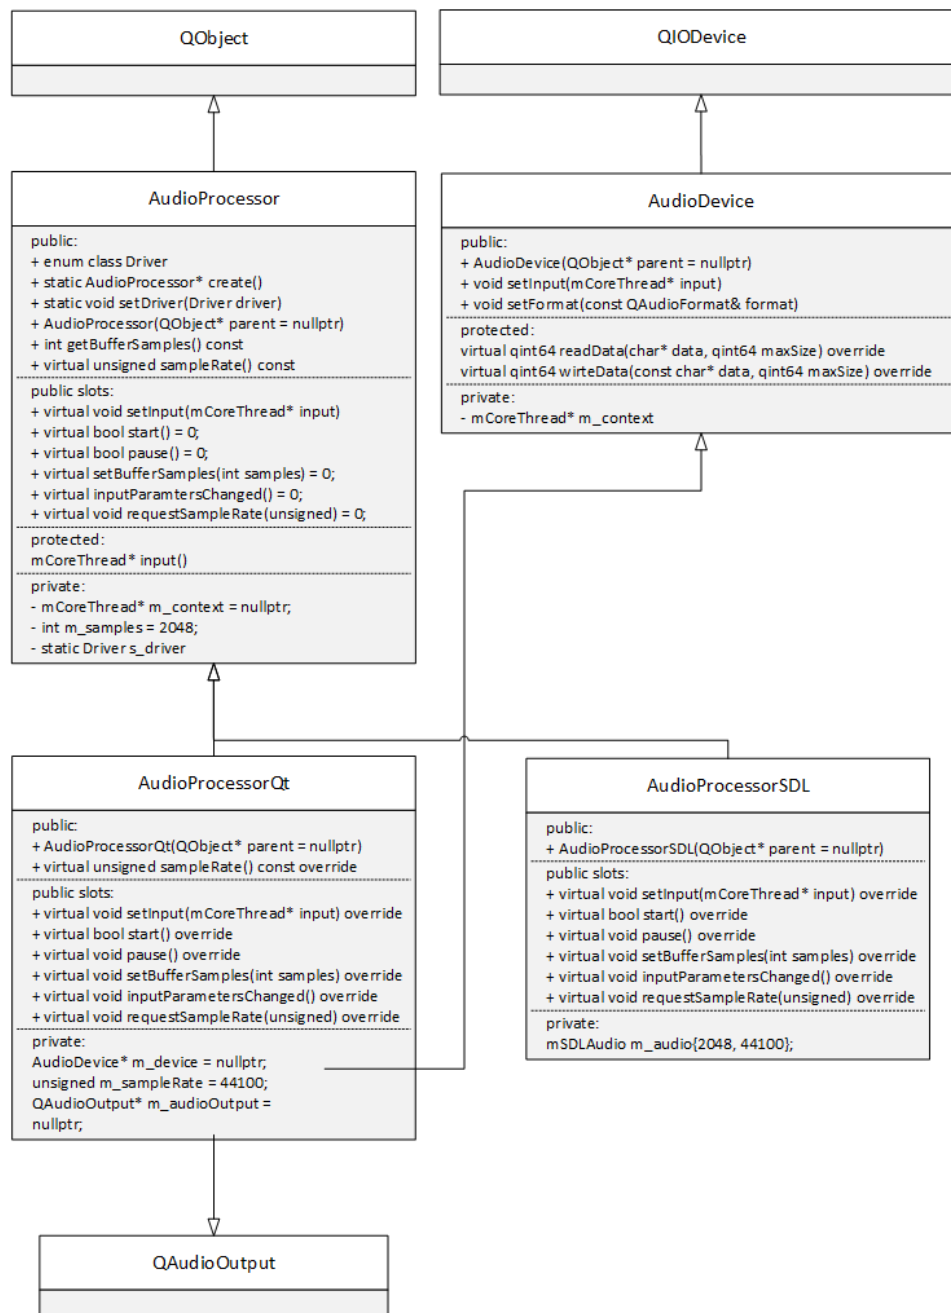 QObject
QIODevice
AudioProcessor
public:
+ enum class Driver
+ static AudioProcessor* create()
+ static void setDriver(Driver driver)
+ AudioProcessor(QObject* parent = nullptr)
+ int getBufferSamples() const
+ virtual unsigned sampleRate() const
public slots:
+ virtual void setInput(mCoreThread* input)
+ virtual bool start() = 0;
+ virtual bool pause() = 0;
+ virtual setBufferSamples(int samples) = 0;
+ virtual inputParamtersChanged() = 0;
+ virtual void requestSampleRate(unsigned) = 0;
protected:
mCoreThread* input()
private:
- mCoreThread* m_context = nullptr;
- int m_samples = 2048;
- static Driver s_driver
AudioDevice
public:
+ AudioDevice(QObject* parent = nullptr)
+ void setInput(mCoreThread* input)
+ void setFormat(const QAudioFormat& format)
protected:
virtual qint64 readData(char* data, qint64 maxSize) override
virtual qint64 wirteData(const char* data, qint64 maxSize) override
private:
- mCoreThread* m_context
AudioProcessorQt
public:
+ AudioProcessorQt(QObject* parent = nullptr)
+ virtual unsigned sampleRate() const override
public slots:
+ virtual void setInput(mCoreThread* input) override
+ virtual bool start() override
+ virtual void pause() override
+ virtual void setBufferSamples(int samples) override
+ virtual void inputParametersChanged() override
+ virtual void requestSampleRate(unsigned) override
private:
AudioDevice* m_device = nullptr;
unsigned m_sampleRate = 44100;
QAudioOutput* m_audioOutput =
nullptr;
AudioProcessorSDL
public:
+ AudioProcessorSDL(QObject* parent = nullptr)
public slots:
+ virtual void setInput(mCoreThread* input) override
+ virtual bool start() override
+ virtual void pause() override
+ virtual void setBufferSamples(int samples) override
+ virtual void inputParametersChanged() override
+ virtual void requestSampleRate(unsigned) override
private:
mSDLAudio m_audio{2048, 44100};
QAudioOutput